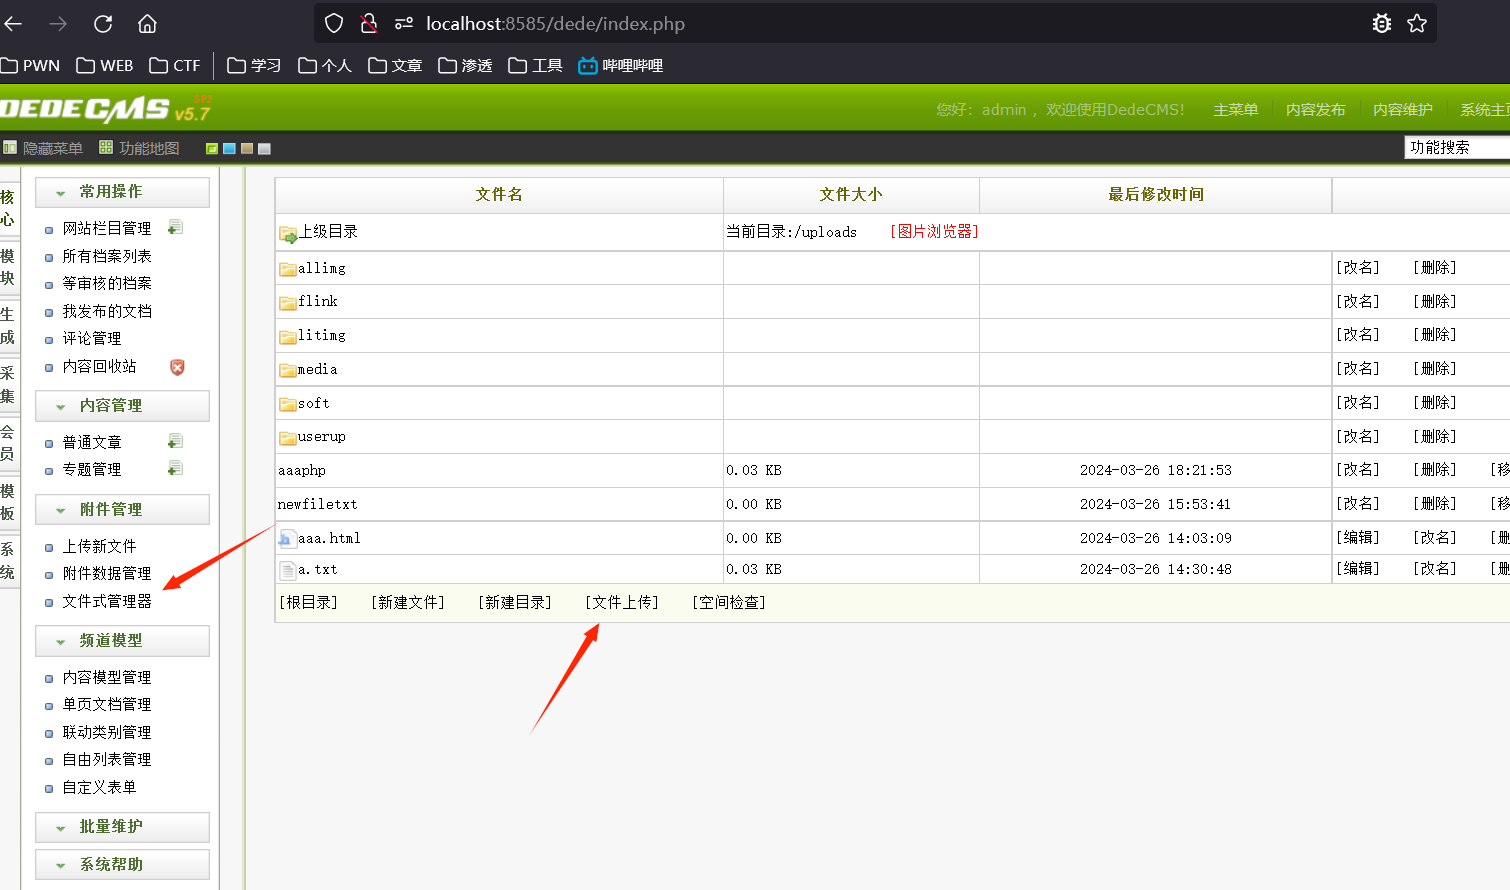 localhost:8585/dede/index.php
PWN WEB CTF 学习 个人 文章 渗透 工具 哔哩哔哩
DEDECMS v5.7 SP2 您好：admin ，欢迎使用DedeCMS！ 主菜单 内容发布 内容维护 系统主
隐藏菜单 功能地图 功能搜索
核心
模块
生成
采集
会员
模板
系统
常用操作
网站栏目管理
所有档案列表
等审核的档案
我发布的文档
评论管理
内容回收站
内容管理
普通文章
专题管理
附件管理
上传新文件
附件数据管理
文件式管理器
频道模型
内容模型管理
单页文档管理
联动类别管理
自由列表管理
自定义表单
批量维护
系统帮助
文件名 文件大小 最后修改时间
上级目录 当前目录:/uploads [图片浏览器]
allimg [改名] [删除]
flink [改名] [删除]
litimg [改名] [删除]
media [改名] [删除]
soft [改名] [删除]
userup [改名] [删除]
aaaphp 0.03 KB 2024-03-26 18:21:53 [改名] [删除] [移
newfiletxt 0.00 KB 2024-03-26 15:53:41 [改名] [删除] [移
aaa.html 0.00 KB 2024-03-26 14:03:09 [编辑] [改名] [删
a.txt 0.03 KB 2024-03-26 14:30:48 [编辑] [改名] [删
[根目录] [新建文件] [新建目录] [文件上传] [空间检查]